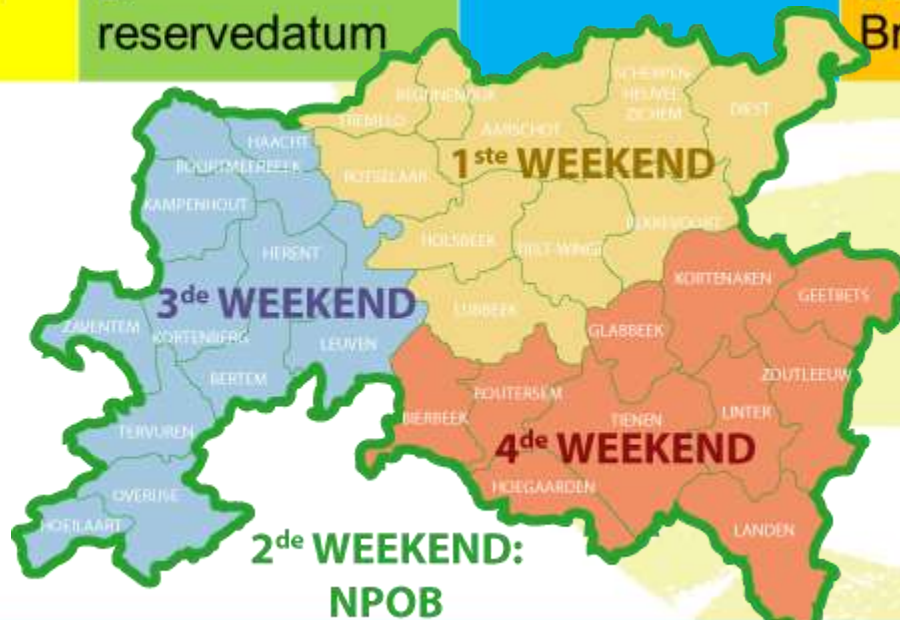 reservedatum
Br
SCHERPEN-
HEUVEL
ZICHEM
BEGIJNENDIJK
DIEST
TREMELO
AARSCHOT
HAACHT
1ste WEEKEND
BOORTMEERBEEK
ROTSELAAR
KAMPENHOUT
BEKKEVOORT
HOLSBEEK
TIELT-WINGE
HERENT
KORTENAKEN
GEETBETS
3de WEEKEND
LUBBEEK
ZAVENTEM
KORTENBERG
GLABBEEK
LEUVEN
BERTEM
ZOUTLEEUW
BOUTERSEM
BIERBEEK
TIENEN
LINTER
TERVUREN
4de WEEKEND
HOEGAARDEN
OVERIJSE
HOEILAART
LANDEN
2de WEEKEND:
NPOB